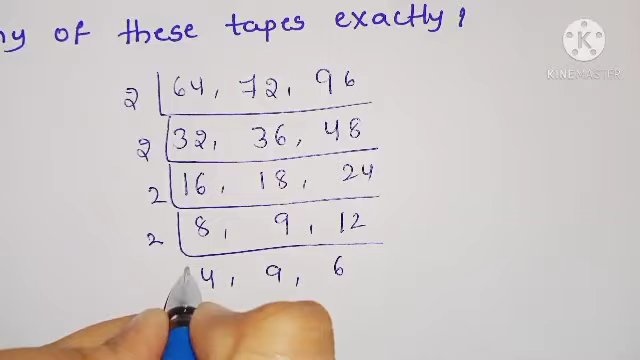 of these tapes exactly?
KINEMASTER
2 64, 72, 96
2 32, 36, 48
2 16, 18, 24
2 8, 9, 12
4, 9, 6